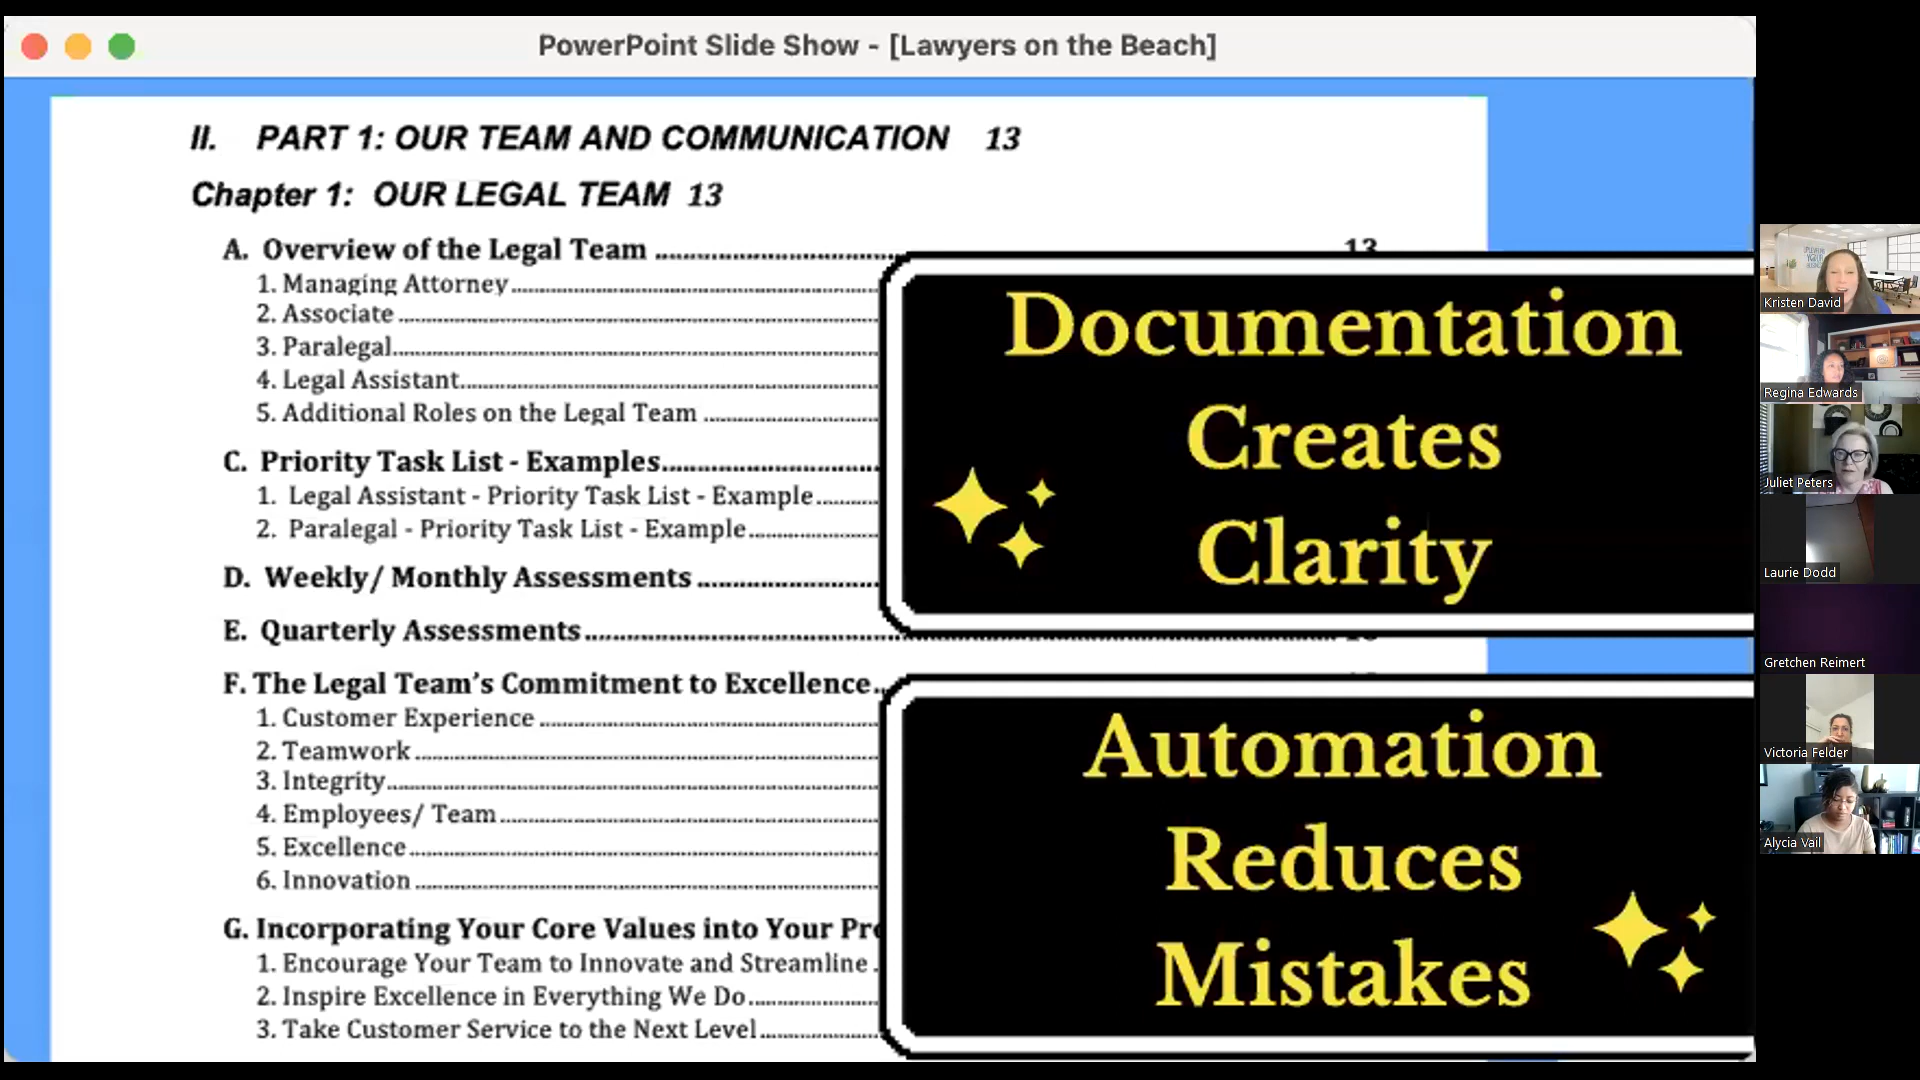 PowerPoint Slide Show - [Lawyers on the Beach]
II. PART 1: OUR TEAM AND COMMUNICATION 13
Chapter 1: OUR LEGAL TEAM 13
A. Overview of the Legal Team 13
1. Managing Attorney
2. Associate
3. Paralegal
4. Legal Assistant
5. Additional Roles on the Legal Team
C. Priority Task List - Examples
1. Legal Assistant - Priority Task List - Example
2. Paralegal - Priority Task List - Example
D. Weekly/ Monthly Assessments
E. Quarterly Assessments
F. The Legal Team's Commitment to Excellence
1. Customer Experience
2. Teamwork
3. Integrity
4. Employees/ Team
5. Excellence
6. Innovation
G. Incorporating Your Core Values into Your
1. Encourage Your Team to Innovate and Streamline
2. Inspire Excellence in Everything We Do
3. Take Customer Service to the Next Level
Documentation
Creates
Clarity
Automation
Reduces
Mistakes
Kristen David
Regina Edwards
Juliet Peters
Laurie Dodd
Gretchen Reimert
Victoria Felder
Alycia Vail